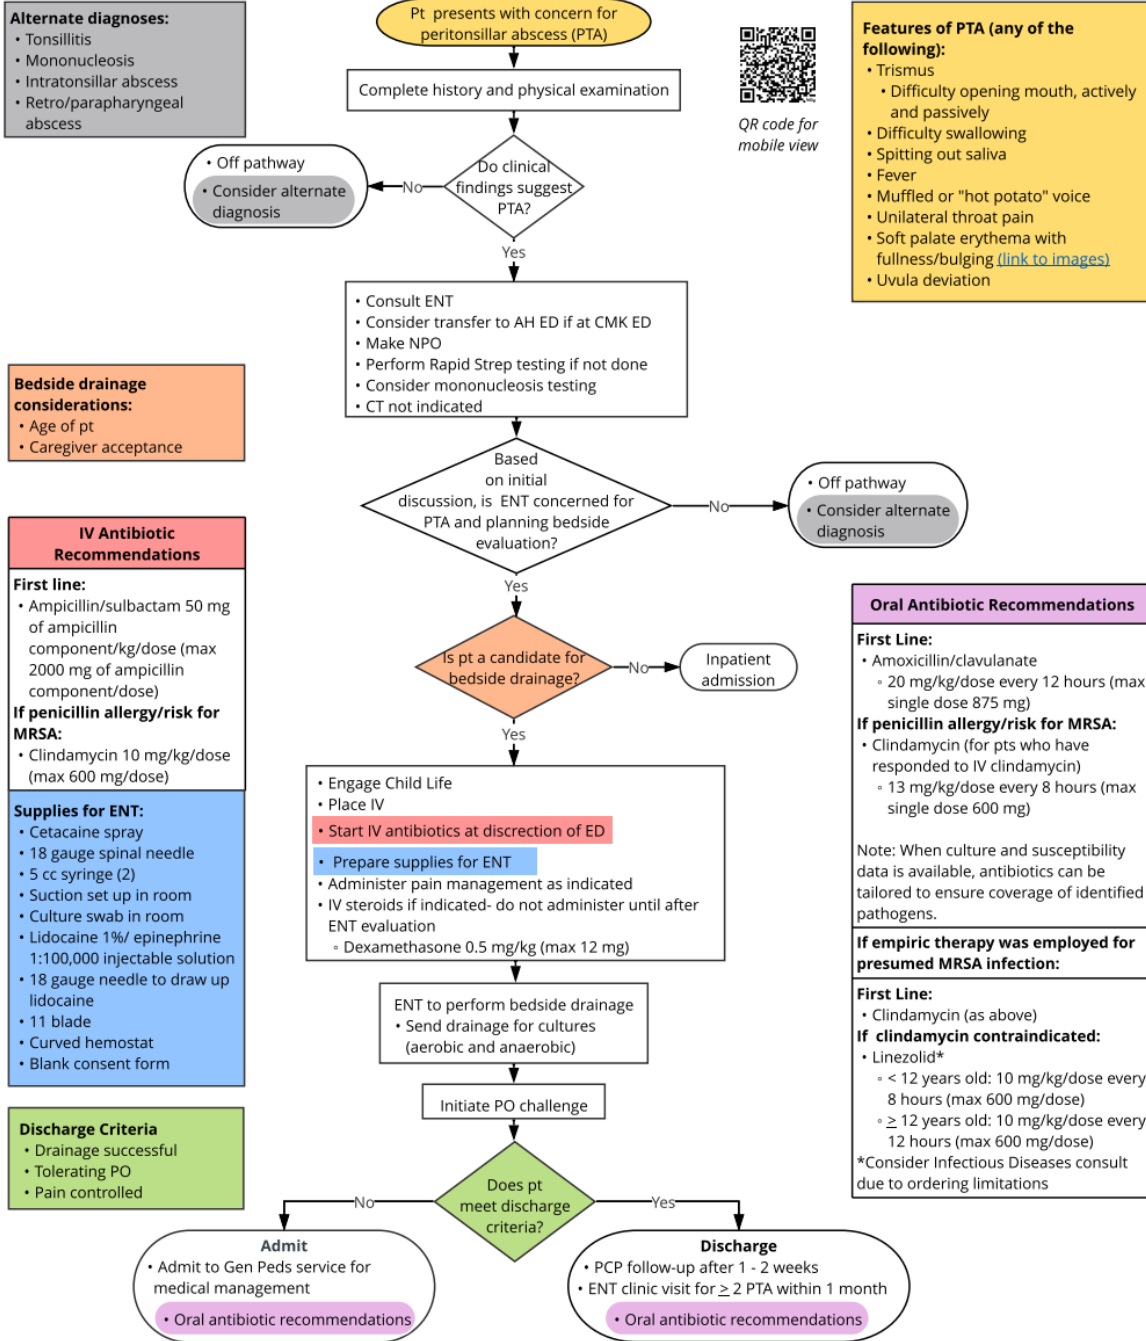 Alternate diagnoses:
• Tonsillitis
• Mononucleosis
• Intratonsillar abscess
• Retro/parapharyngeal
abscess
Pt presents with concern for
peritonsillar abscess (PTA)
Complete history and physical examination
QR code for
mobile view
Features of PTA (any of the
following):
• Trismus
• Difficulty opening mouth, actively
and passively
• Difficulty swallowing
• Spitting out saliva
• Fever
• Muffled or "hot potato" voice
• Unilateral throat pain
• Soft palate erythema with
fullness/bulging (link to images)
• Uvula deviation
Do clinical
findings suggest
PTA?
No
• Off pathway
• Consider alternate
diagnosis
Yes
• Consult ENT
• Consider transfer to AH ED if at CMK ED
• Make NPO
• Perform Rapid Strep testing if not done
• Consider mononucleosis testing
• CT not indicated
Bedside drainage
considerations:
• Age of pt
• Caregiver acceptance
Based
on initial
discussion, is ENT concerned for
PTA and planning bedside
evaluation?
No
• Off pathway
• Consider alternate
diagnosis
Yes
Is pt a candidate for
bedside drainage?
No
Inpatient
admission
Yes
IV Antibiotic
Recommendations
First line:
• Ampicillin/sulbactam 50 mg
of ampicillin
component/kg/dose (max
2000 mg of ampicillin
component/dose)
If penicillin allergy/risk for
MRSA:
• Clindamycin 10 mg/kg/dose
(max 600 mg/dose)
Supplies for ENT:
• Cetacaine spray
• 18 gauge spinal needle
• 5 cc syringe (2)
• Suction set up in room
• Culture swab in room
• Lidocaine 1%/ epinephrine
1:100,000 injectable solution
• 18 gauge needle to draw up
lidocaine
• 11 blade
• Curved hemostat
• Blank consent form
• Engage Child Life
• Place IV
• Start IV antibiotics at discrection of ED
• Prepare supplies for ENT
• Administer pain management as indicated
• IV steroids if indicated- do not administer until after
ENT evaluation
◦ Dexamethasone 0.5 mg/kg (max 12 mg)
ENT to perform bedside drainage
• Send drainage for cultures
(aerobic and anaerobic)
Initiate PO challenge
Oral Antibiotic Recommendations
First Line:
• Amoxicillin/clavulanate
◦ 20 mg/kg/dose every 12 hours (max
single dose 875 mg)
If penicillin allergy/risk for MRSA:
• Clindamycin (for pts who have
responded to IV clindamycin)
◦ 13 mg/kg/dose every 8 hours (max
single dose 600 mg)
Note: When culture and susceptibility
data is available, antibiotics can be
tailored to ensure coverage of identified
pathogens.
If empiric therapy was employed for
presumed MRSA infection:
First Line:
• Clindamycin (as above)
If clindamycin contraindicated:
• Linezolid*
◦ < 12 years old: 10 mg/kg/dose every
8 hours (max 600 mg/dose)
◦ ≥ 12 years old: 10 mg/kg/dose every
12 hours (max 600 mg/dose)
*Consider Infectious Diseases consult
due to ordering limitations
Discharge Criteria
• Drainage successful
• Tolerating PO
• Pain controlled
Does pt
meet discharge
criteria?
No
Yes
Admit
• Admit to Gen Peds service for
medical management
• Oral antibiotic recommendations
Discharge
• PCP follow-up after 1 - 2 weeks
• ENT clinic visit for ≥ 2 PTA within 1 month
• Oral antibiotic recommendations